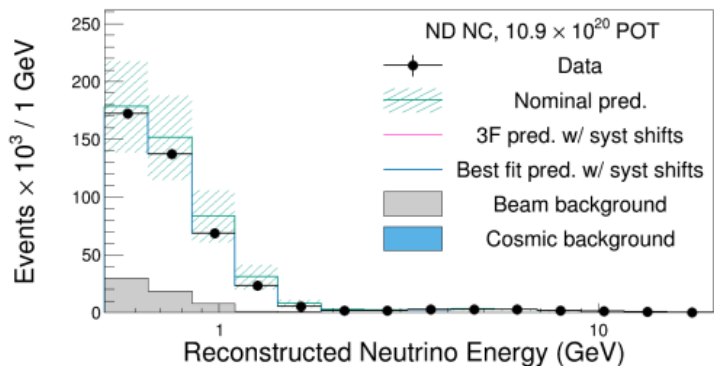 ND NC, 10.9 × 10²⁰ POT
Data
Nominal pred.
3F pred. w/ syst shifts
Best fit pred. w/ syst shifts
Beam background
Cosmic background
Events × 10³ / 1 GeV
250
200
150
100
50
0
1
10
Reconstructed Neutrino Energy (GeV)